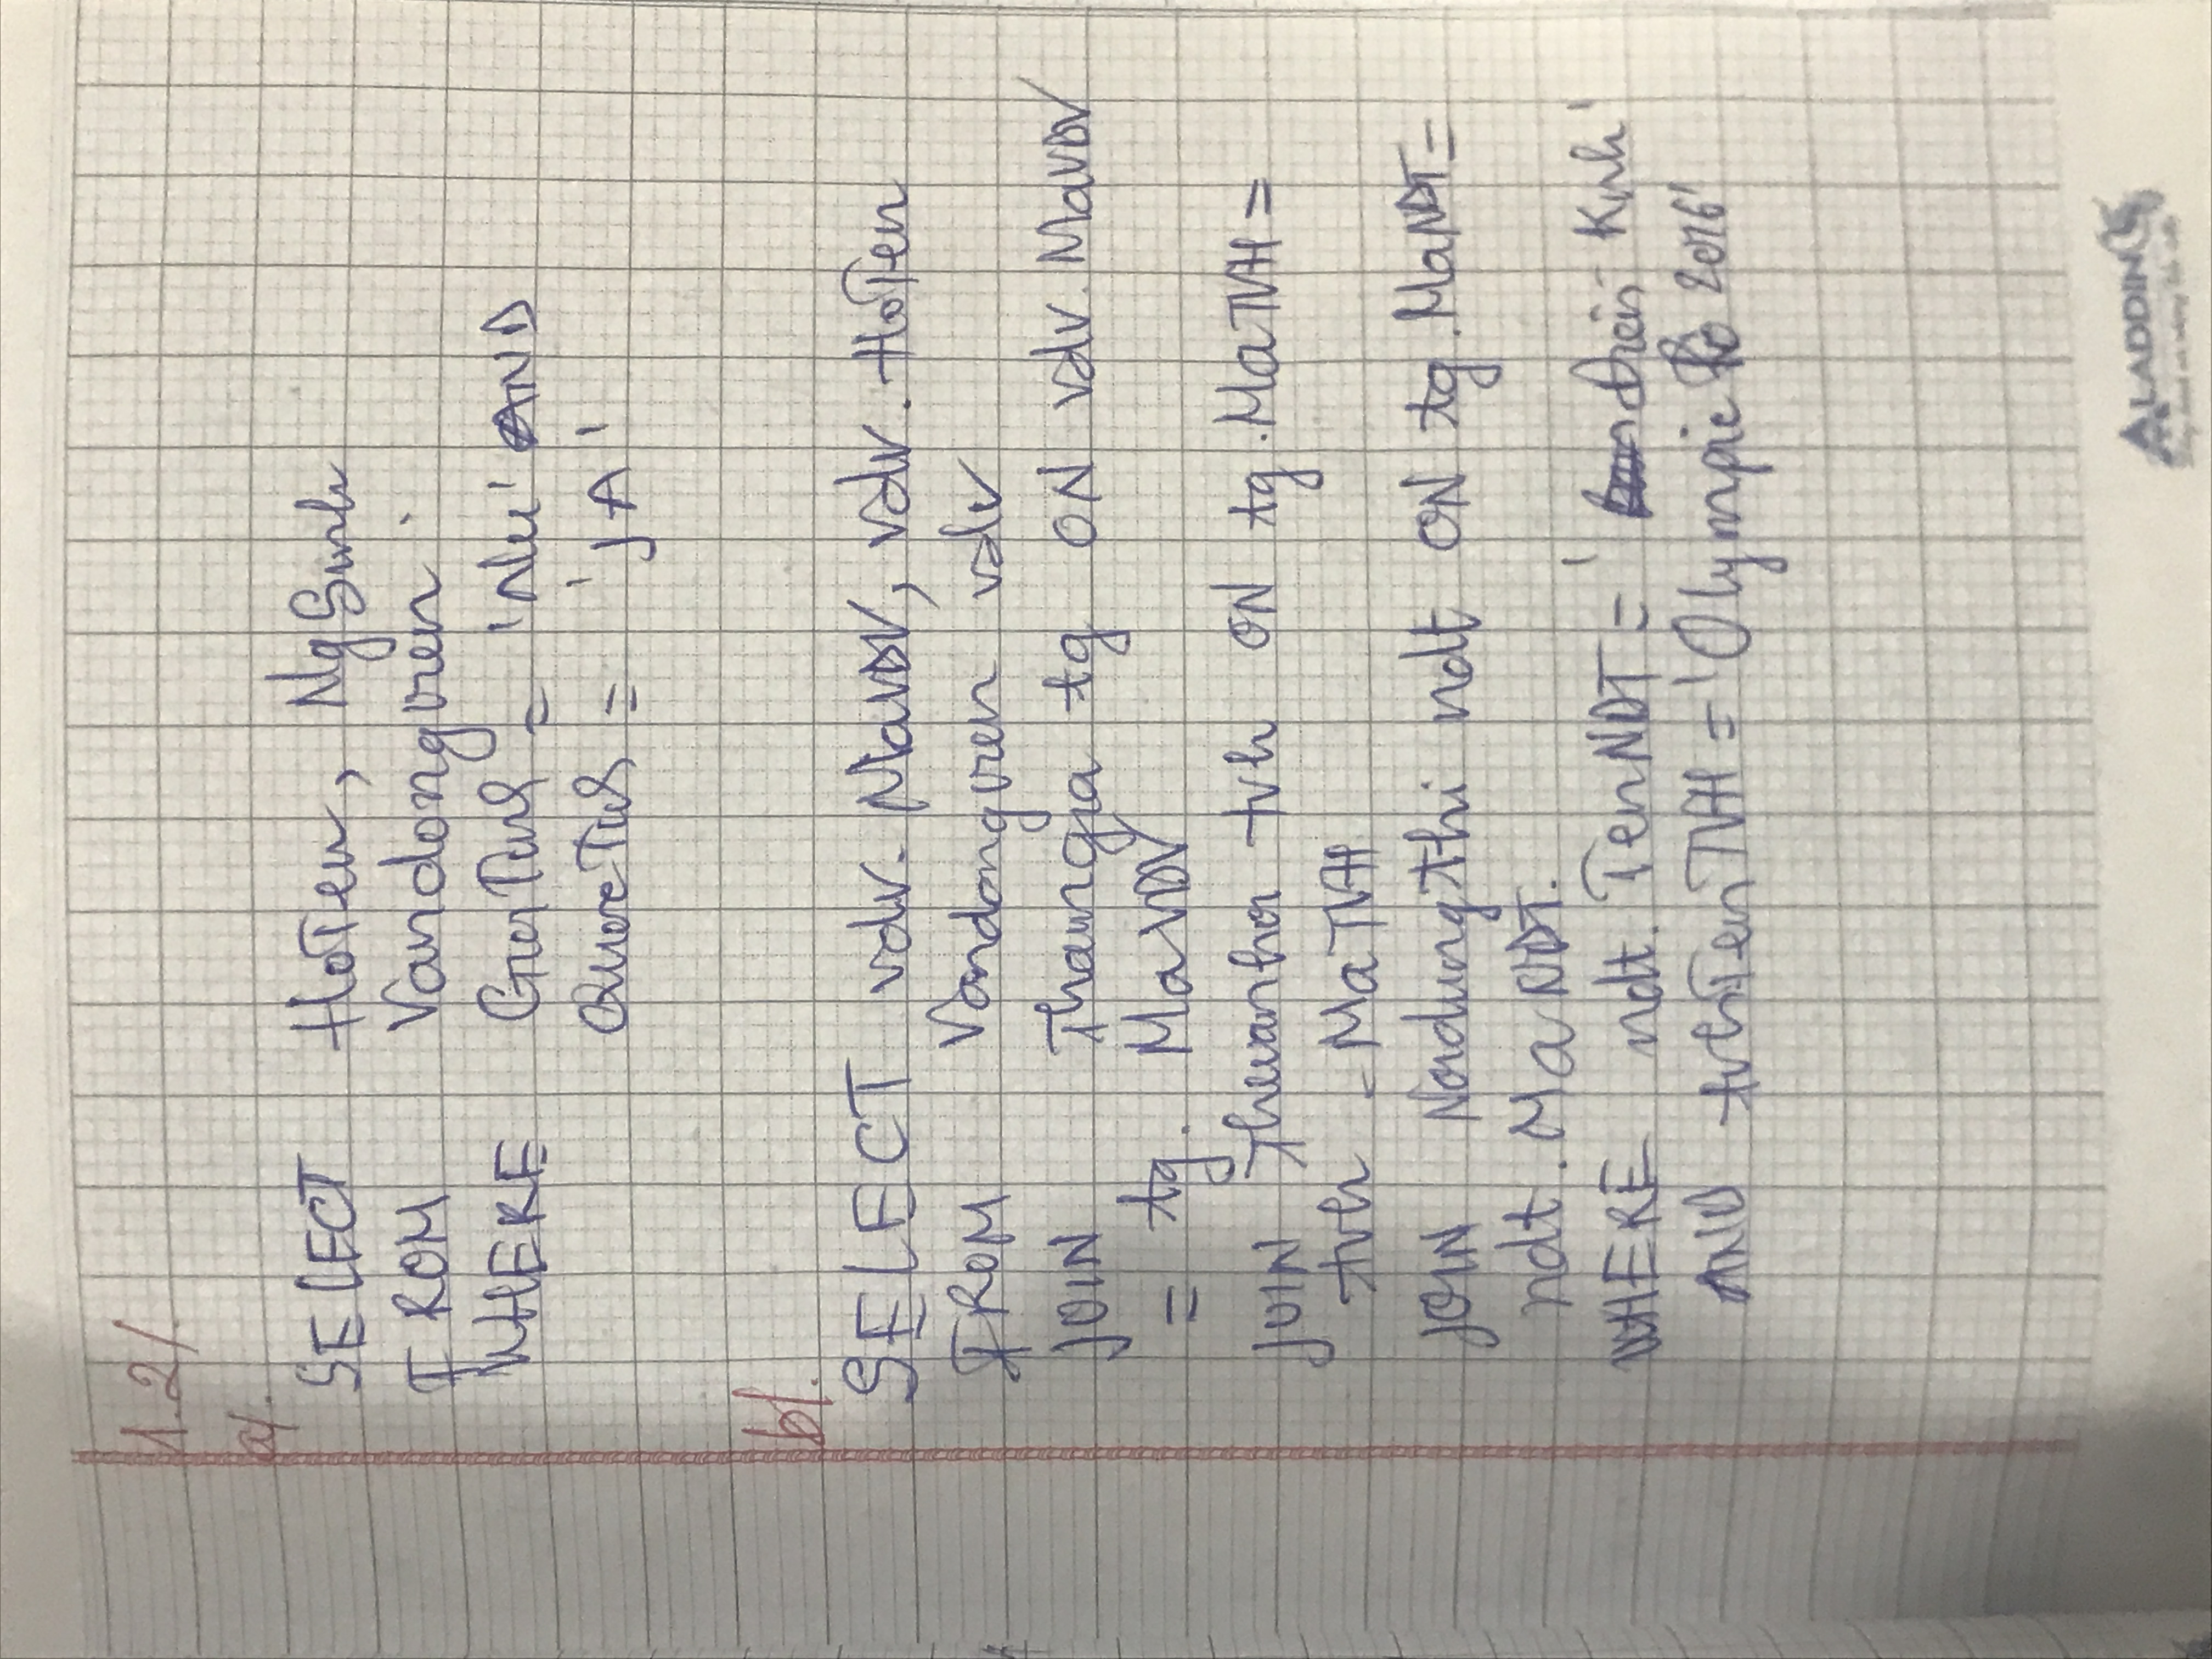 1.2/.
a/.
SELECT HoTen, NgSinh
FROM Vandongvien
WHERE GioiTinh = 'Nu' AND
QuocTich = 'JA'
b/.
SELECT vdv. MaVDV, vdv. HoTen
FROM Vandongvien vdv
JOIN Thamgia tg ON vdv. MaVDV
= tg. MaVDV
JOIN Thevanhoi tvh ON tg.MaTVH =
tvh . MaTVH
JOIN Noidungthi ndt ON tg.MaNDT=
ndt. MaNDT.
WHERE ndt. TenNDT = ' Kinh'
AND tvh.TenTVH = 'Olympic Rio 2016'
ALADDIN